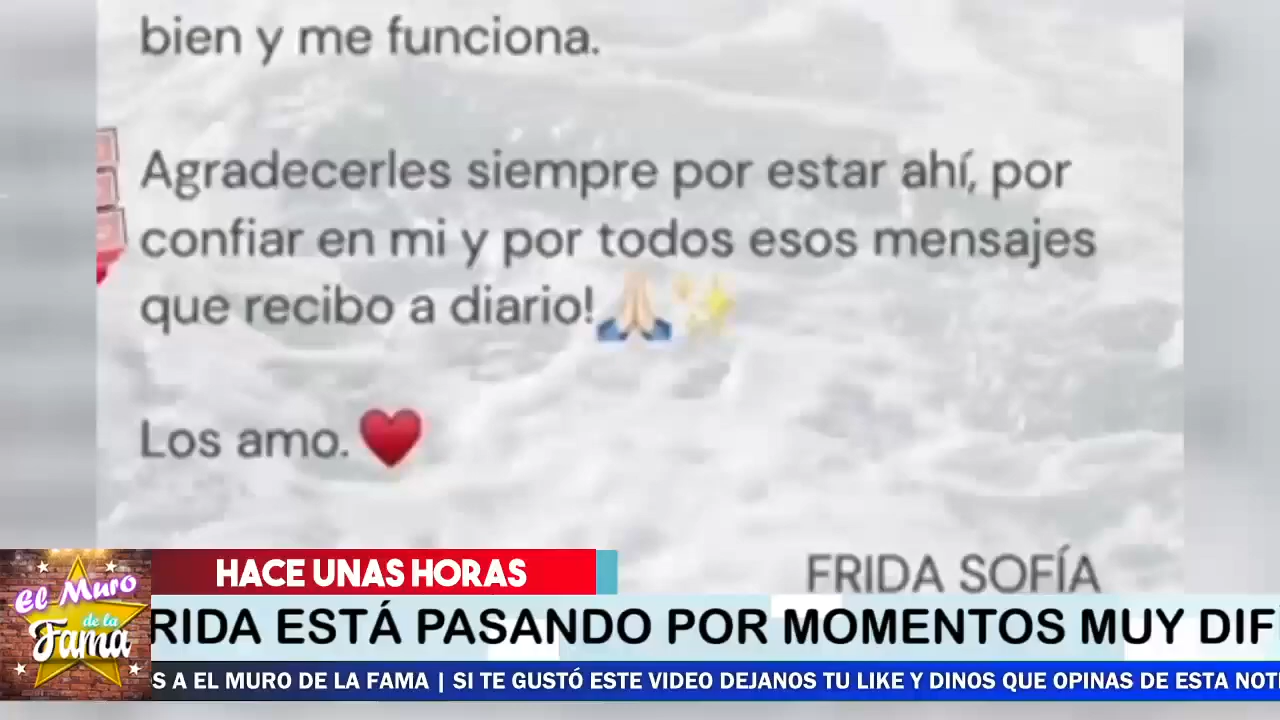 bien y me funciona.
Agradecerles siempre por estar ahí, por
confiar en mi y por todos esos mensajes
que recibo a diario!🙏🏻✨
Los amo. ♥️
FRIDA SOFÍA
HACE UNAS HORAS
El Muro
de la
Fama
RIDA ESTÁ PASANDO POR MOMENTOS MUY DIF
S A EL MURO DE LA FAMA | SI TE GUSTÓ ESTE VIDEO DEJANOS TU LIKE Y DINOS QUE OPINAS DE ESTA NOTI